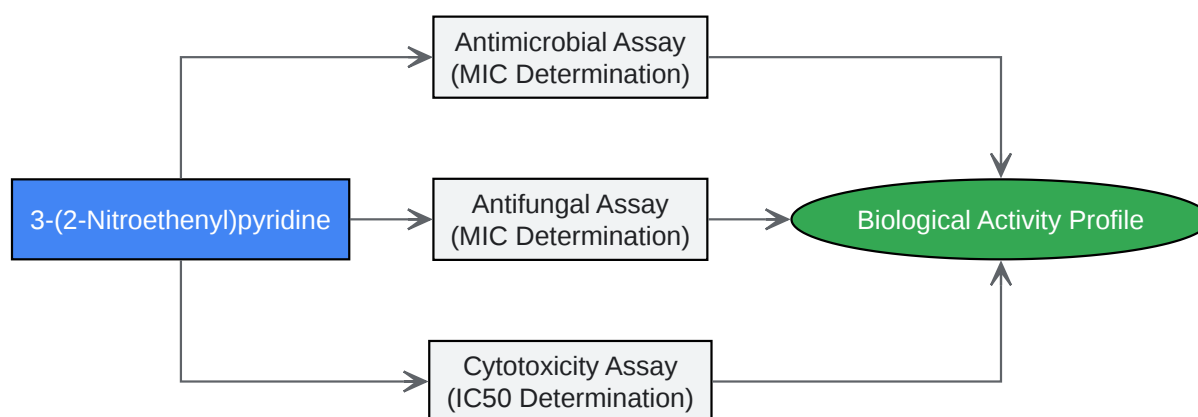 Antimicrobial Assay
(MIC Determination)
3-(2-Nitroethenyl)pyridine
Antifungal Assay
(MIC Determination)
Biological Activity Profile
Cytotoxicity Assay
(IC50 Determination)